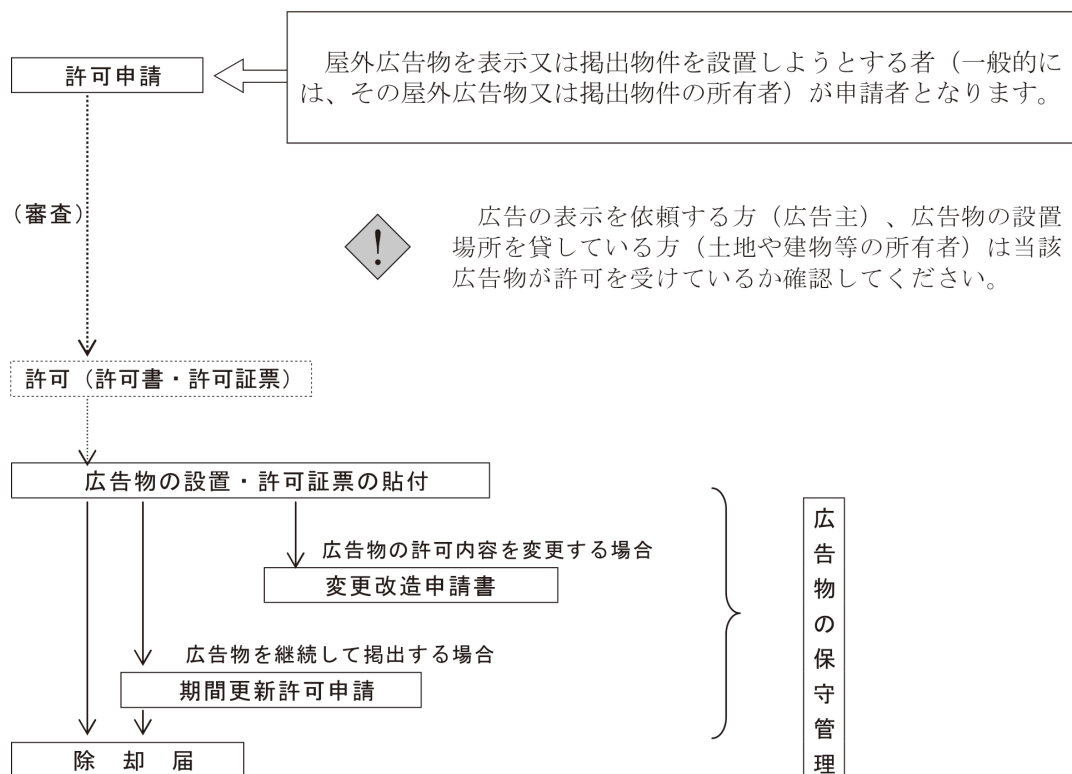 許可申請
屋外広告物を表示又は掲出物件を設置しようとする者（一般的に
は、その屋外広告物又は掲出物件の所有者）が申請者となります。
（審査）
!
広告の表示を依頼する方（広告主）、広告物の設置
場所を貸している方（土地や建物等の所有者）は当該
広告物が許可を受けているか確認してください。
許可（許可書・許可証票）
広告物の設置・許可証票の貼付
広告物の許可内容を変更する場合
変更改造申請書
広告物を継続して掲出する場合
期間更新許可申請
除 却 届
広告物の保守管理